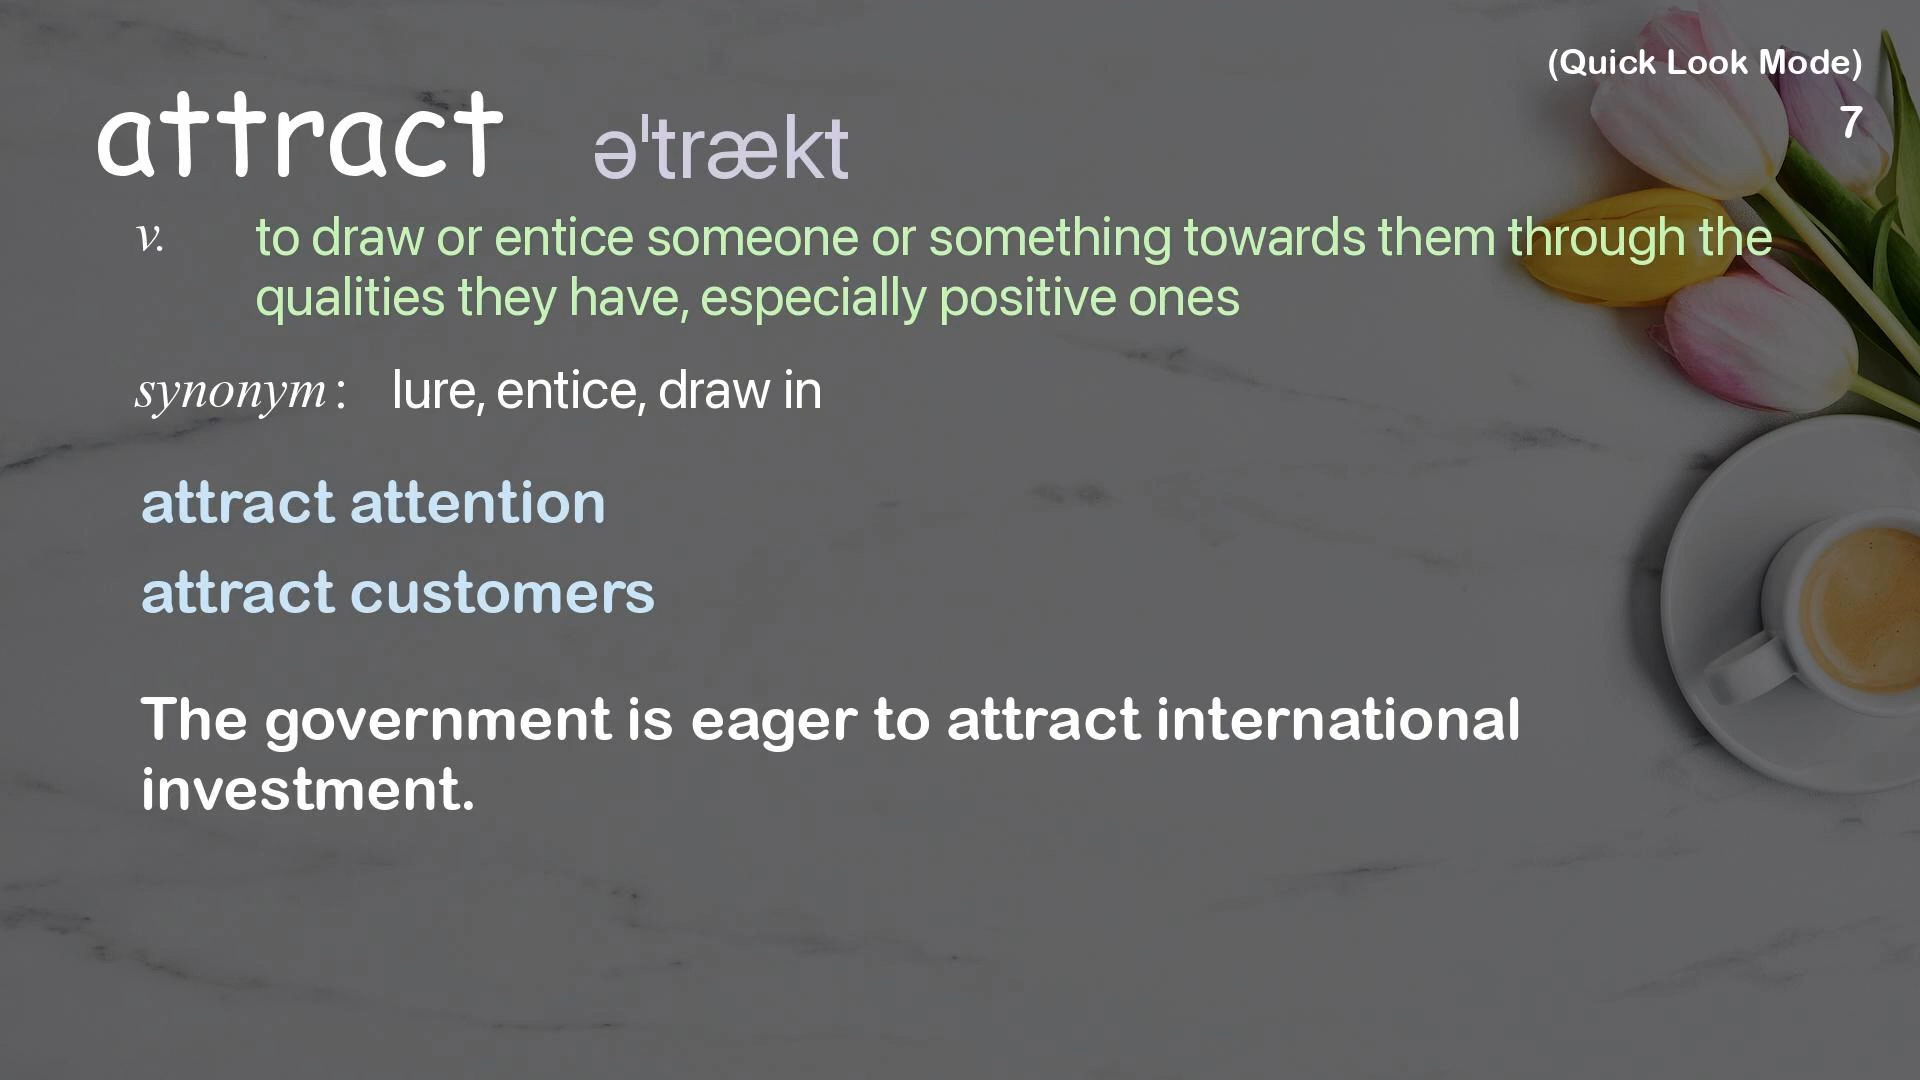 (Quick Look Mode)
7
attract əˈtrækt
v. to draw or entice someone or something towards them through the
qualities they have, especially positive ones
synonym: lure, entice, draw in
attract attention
attract customers
The government is eager to attract international
investment.